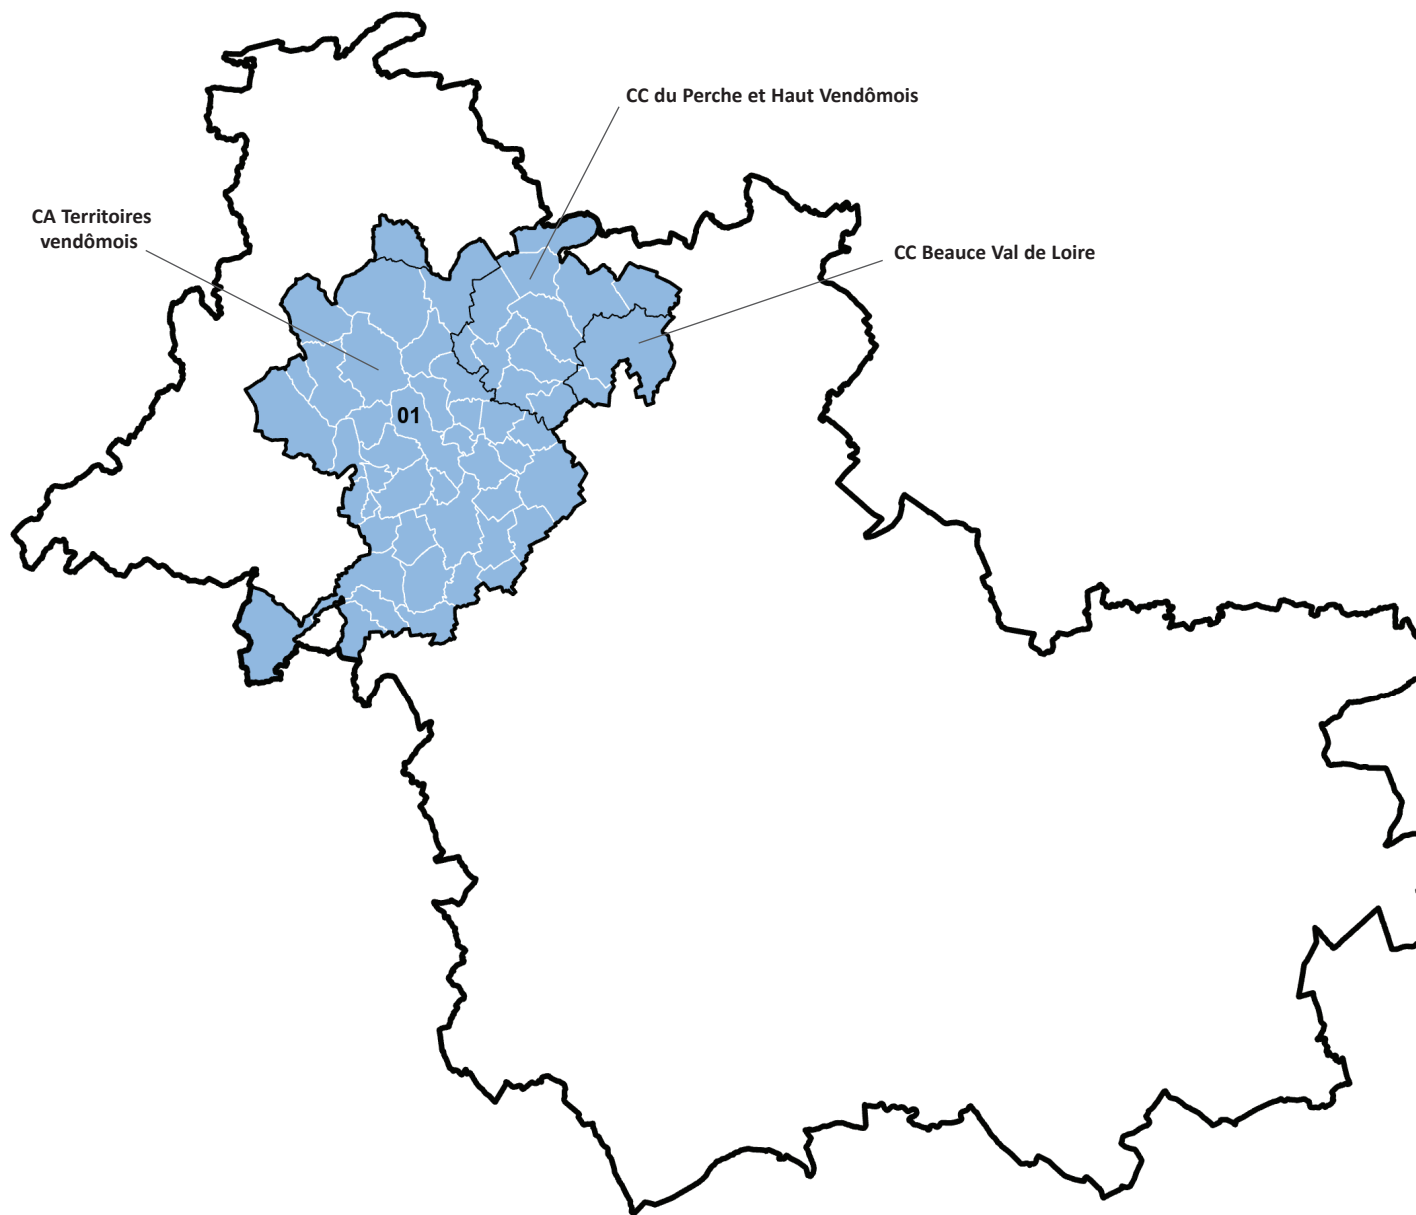 CC du Perche et Haut Vendômois
CA Territoires
vendômois
CC Beauce Val de Loire
01